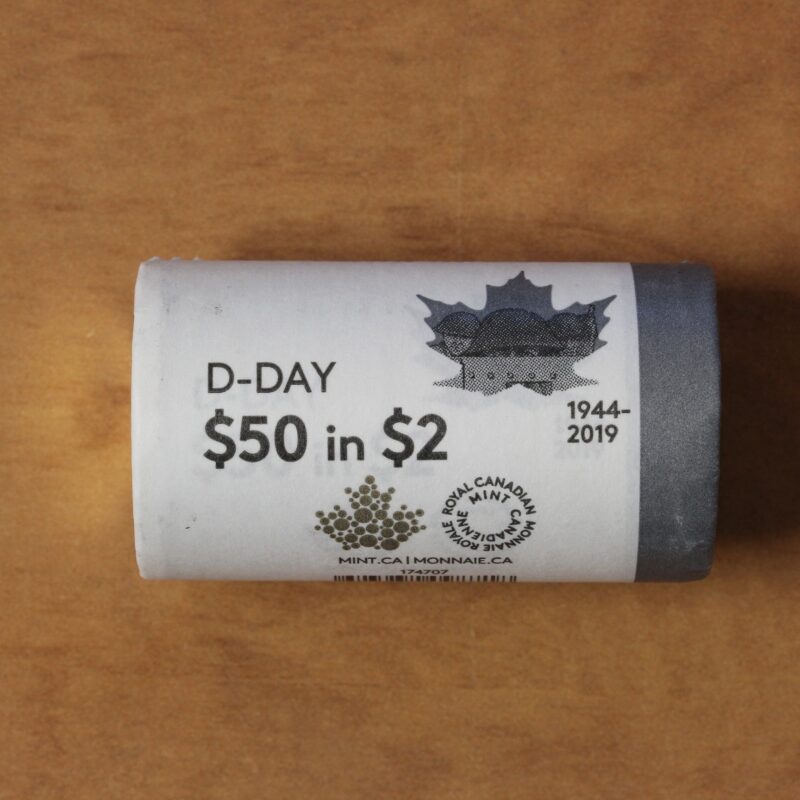 D-DAY
$50 in $2
1944-
2019
ROYAL CANADIAN MINT
MONNAIE ROYALE CANADIENNE
MINT.CA | MONNAIE.CA
174707